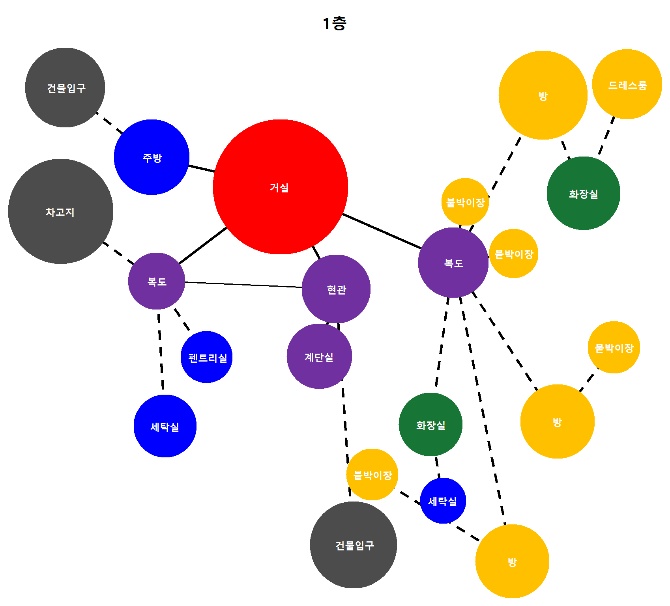 1층
건물입구
방
드레스룸
주방
거실
화장실
차고지
붙박이장
복도
붙박이장
복도
현관
펜트리실
계단실
붙박이장
세탁실
화장실
방
붙박이장
세탁실
건물입구
방